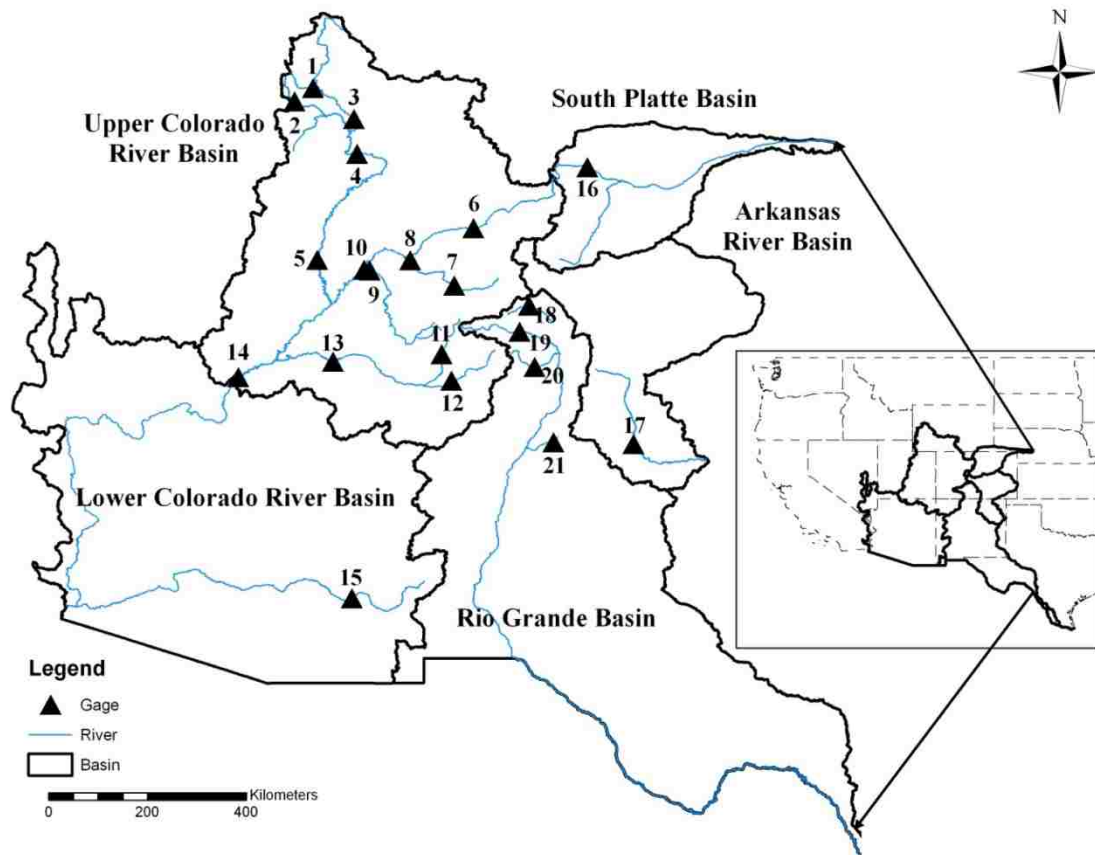 N
1
2
3
4
5
6
7
8
9
10
11
12
13
14
15
16
17
18
19
20
21
Upper Colorado
River Basin
South Platte Basin
Arkansas
River Basin
Lower Colorado River Basin
Rio Grande Basin
Legend
Gage
River
Basin
Kilometers
0 200 400